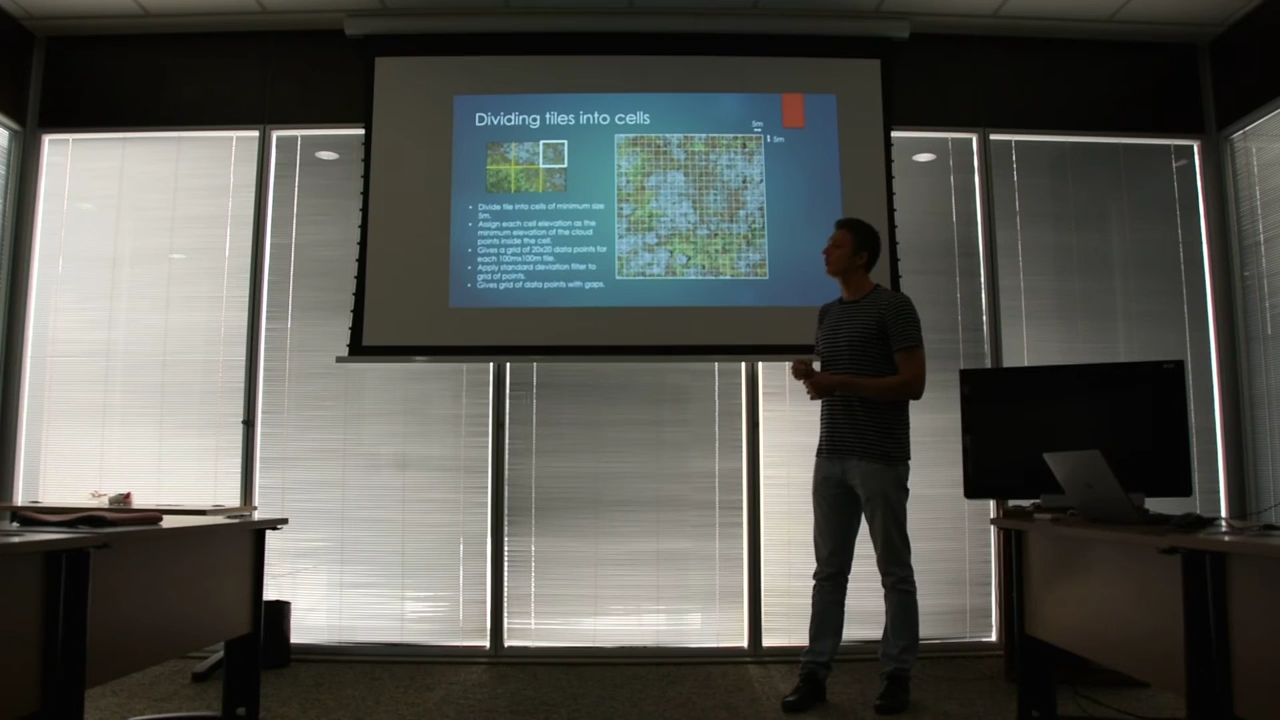 Dividing tiles into cells
5m
5m
• Divide tile into cells of minimum size
5m.
• Assign each cell elevation as the
minimum elevation of the cloud
points inside the cell.
• Gives a grid of 20x20 data points for
each 100mx100m tile.
• Apply standard deviation filter to
grid of points.
• Gives grid of data points with gaps.